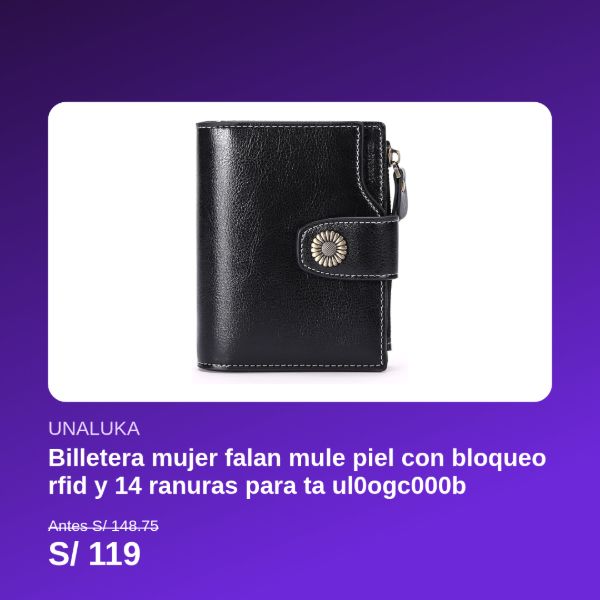 UNALUKA
Billetera mujer falan mule piel con bloqueo
rfid y 14 ranuras para ta ul0ogc000b
Antes S/ 148.75
S/ 119